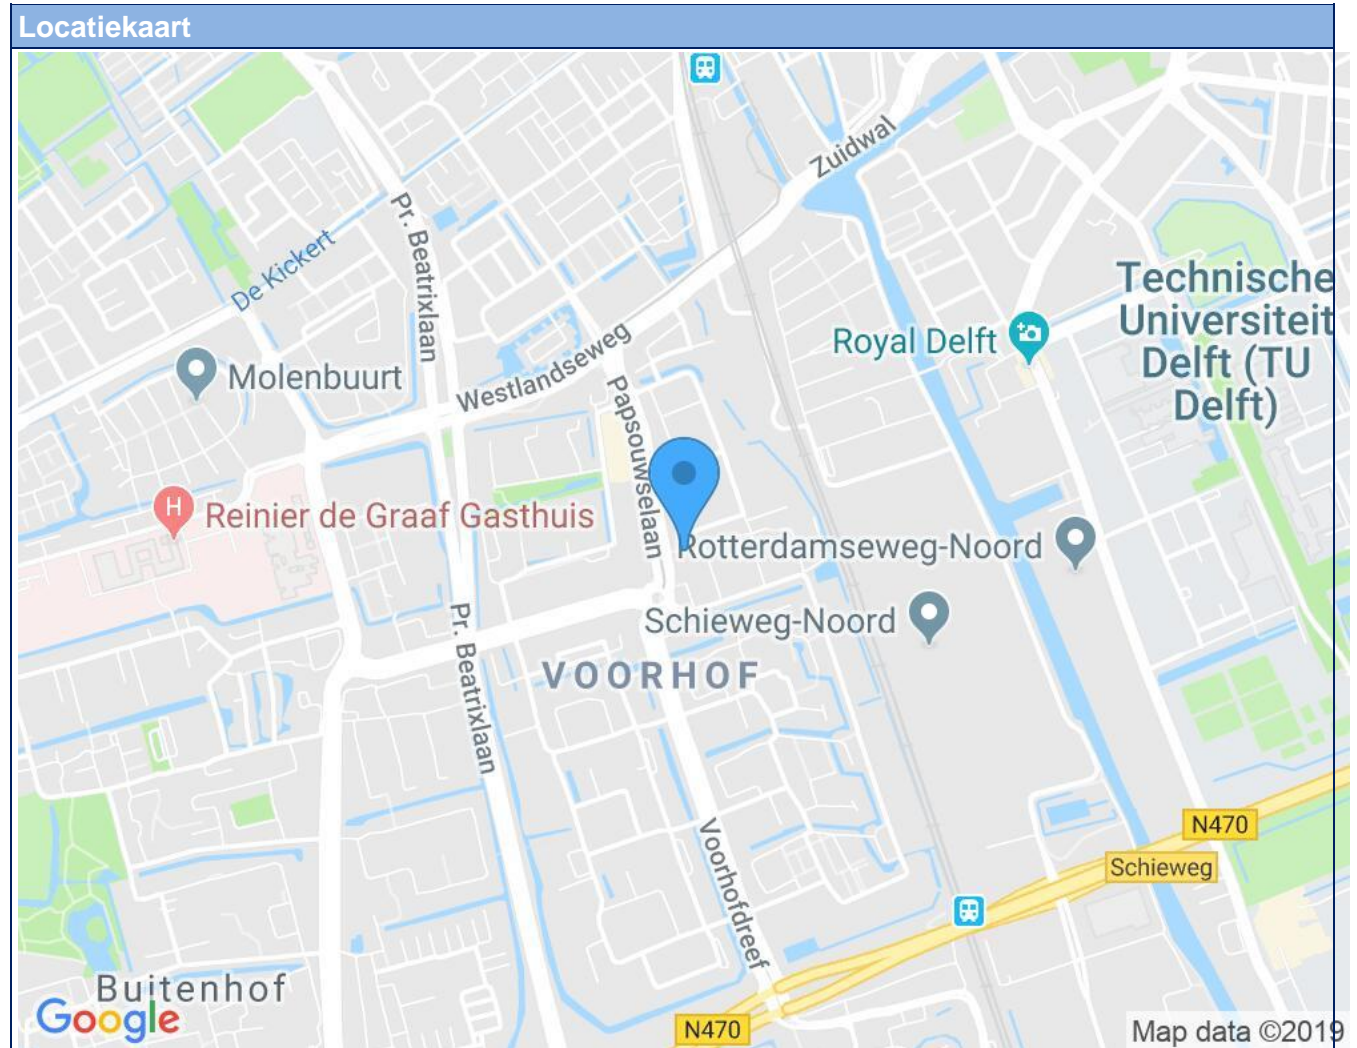 Locatiekaart
Zuidwal
Pr. Beatrixlaan
De Kickert
Technische
Universiteit
Delft (TU
Delft)
Royal Delft
Westlandseweg
Molenbuurt
Papsouwselaan
H
Reinier de Graaf Gasthuis
Rotterdamseweg-Noord
Schieweg-Noord
Pr. Beatrixlaan
VOORHOF
N470
Voorhofdreef
Schieweg
Buitenhof
Google
N470
Map data ©2019